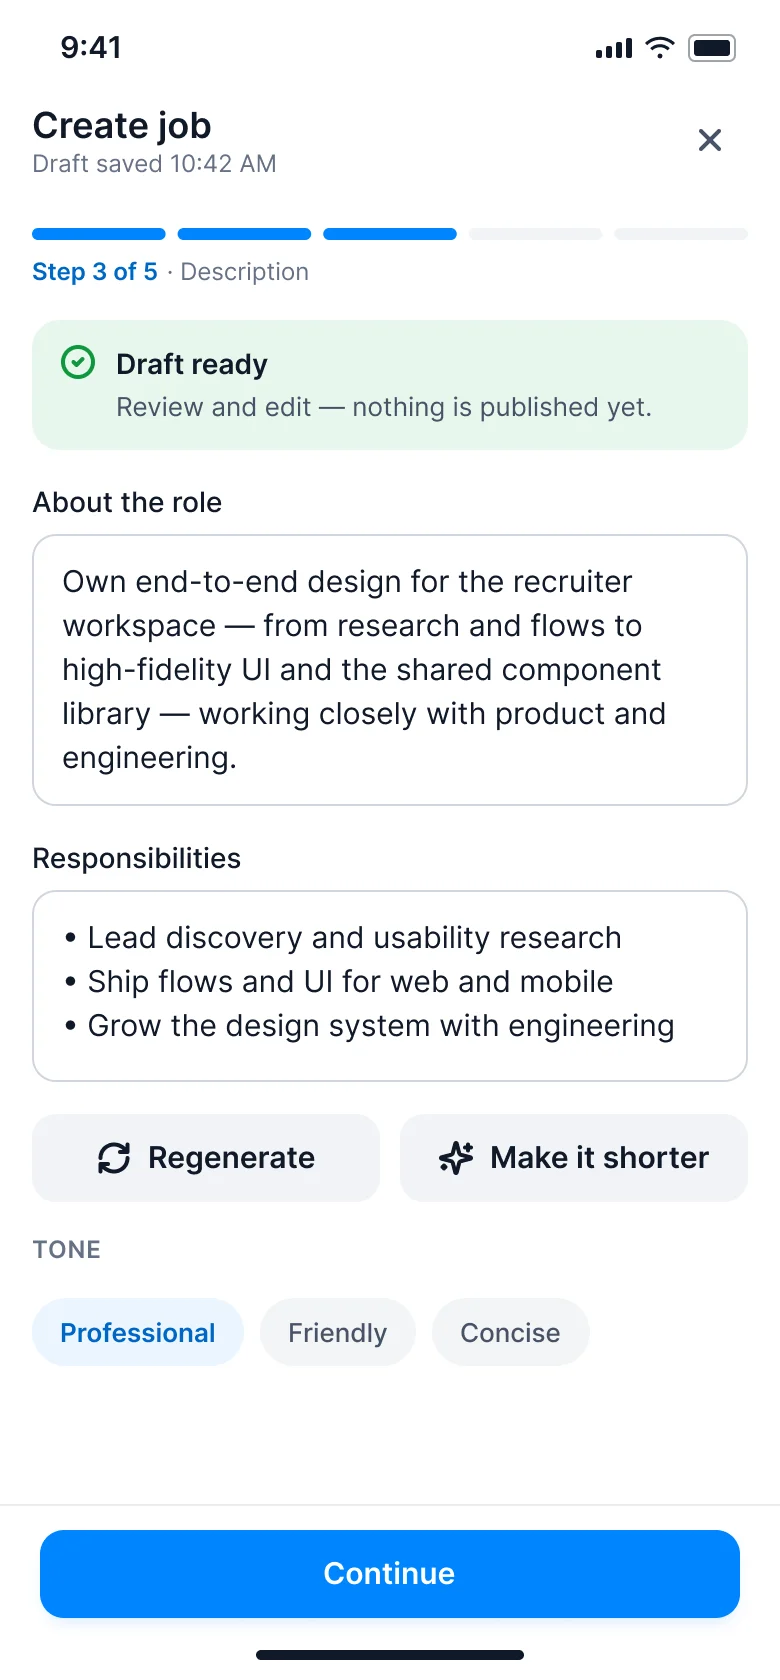 9:41
Create job
Draft saved 10:42 AM
Step 3 of 5 · Description
Draft ready
Review and edit — nothing is published yet.
About the role
Own end-to-end design for the recruiter
workspace — from research and flows to
high-fidelity UI and the shared component
library — working closely with product and
engineering.
Responsibilities
• Lead discovery and usability research
• Ship flows and UI for web and mobile
• Grow the design system with engineering
Regenerate
Make it shorter
TONE
Professional
Friendly
Concise
Continue